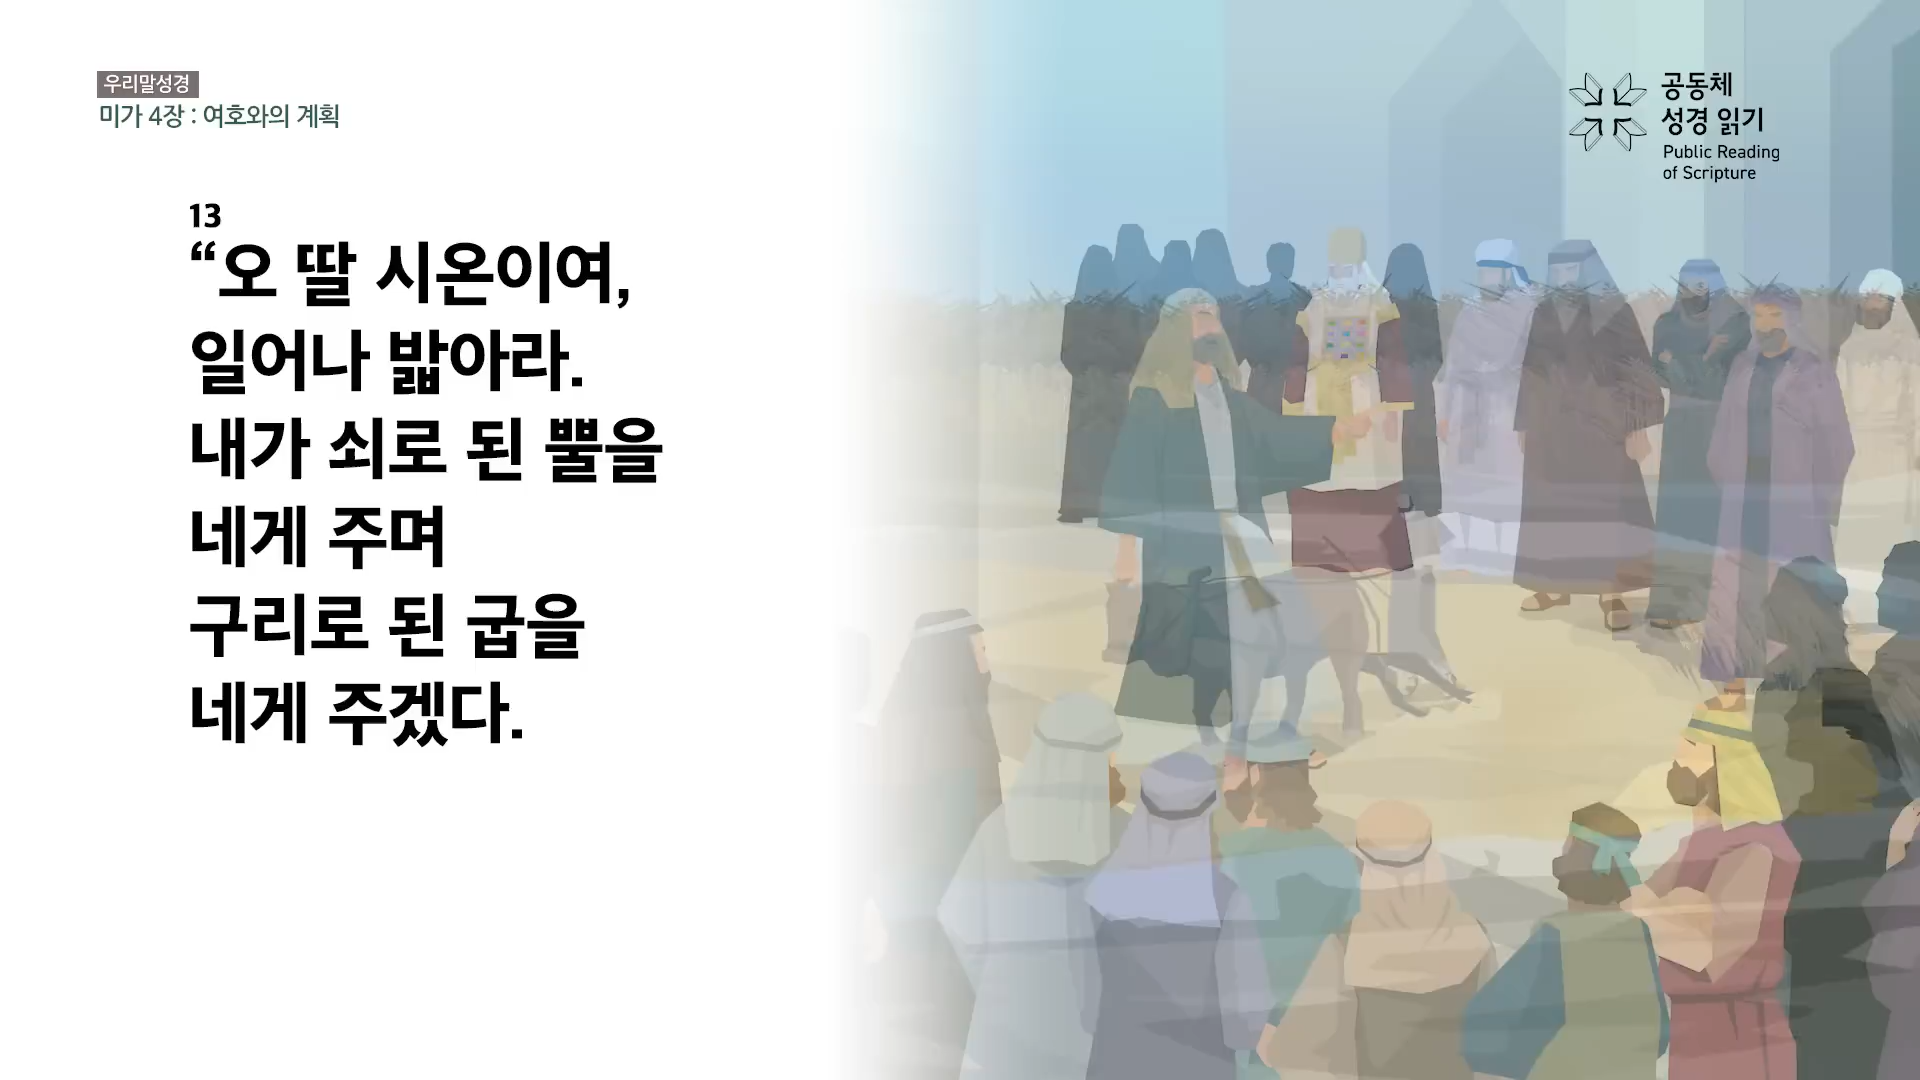 우리말성경
미가 4장 : 여호와의 계획
공동체
성경 읽기
Public Reading
of Scripture
13
“오 딸 시온이여,
일어나 밟아라.
내가 쇠로 된 뿔을
네게 주며
구리로 된 굽을
네게 주겠다.